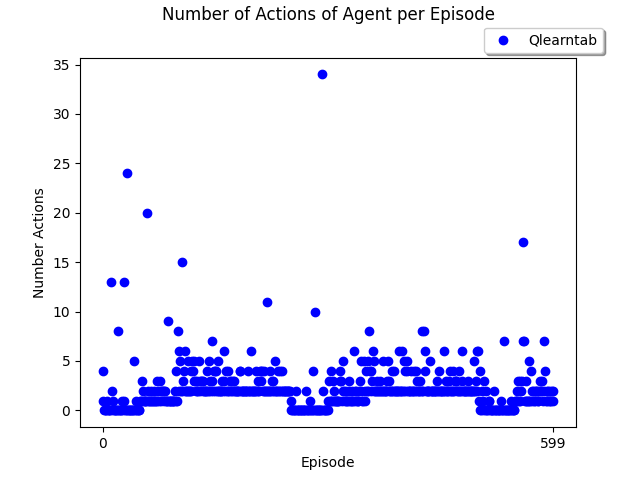 Number of Actions of Agent per Episode
Qlearntab
35
30
25
20
15
10
5
0
Number Actions
0 599
Episode